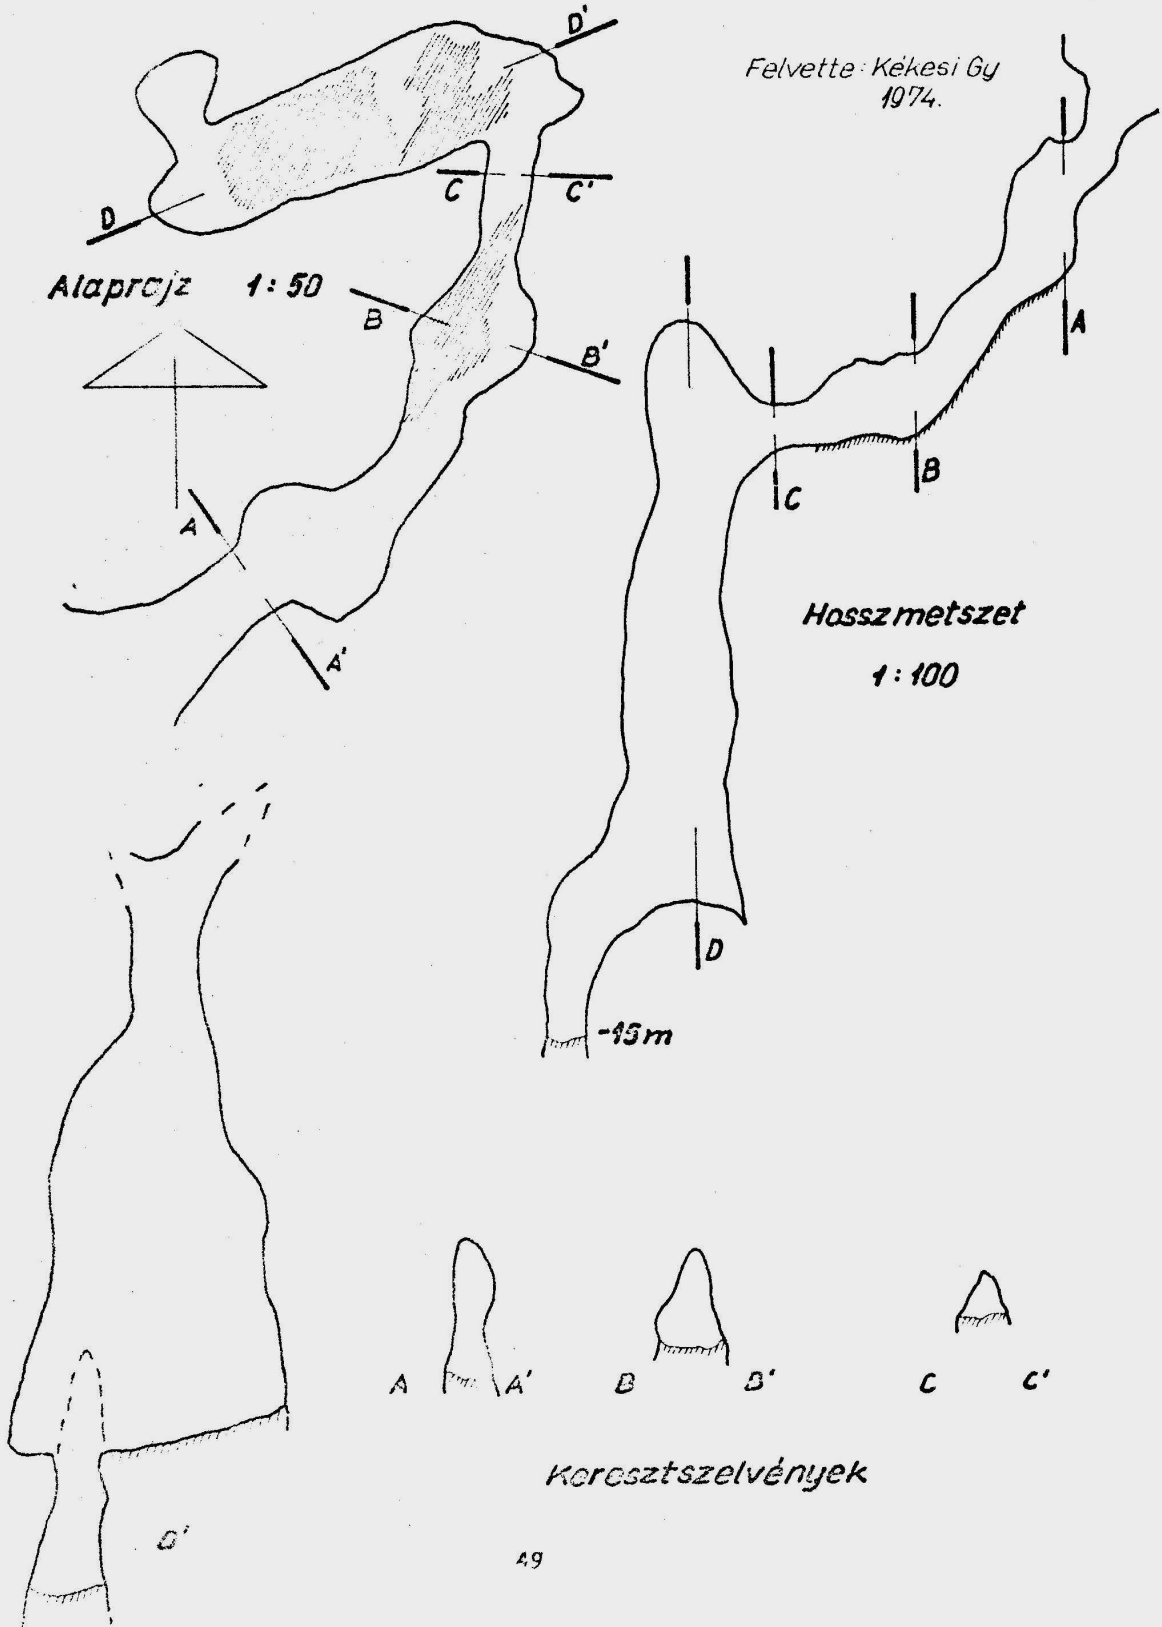 D'
Felvette: Kékesi Gy
1974.
C C'
D
Alaprajz 1:50
B
A
B'
B
C
A
Hosszmetszet
A'
1:100
D
-15m
A A' B B' C C'
Keresztszelvények
D'
49